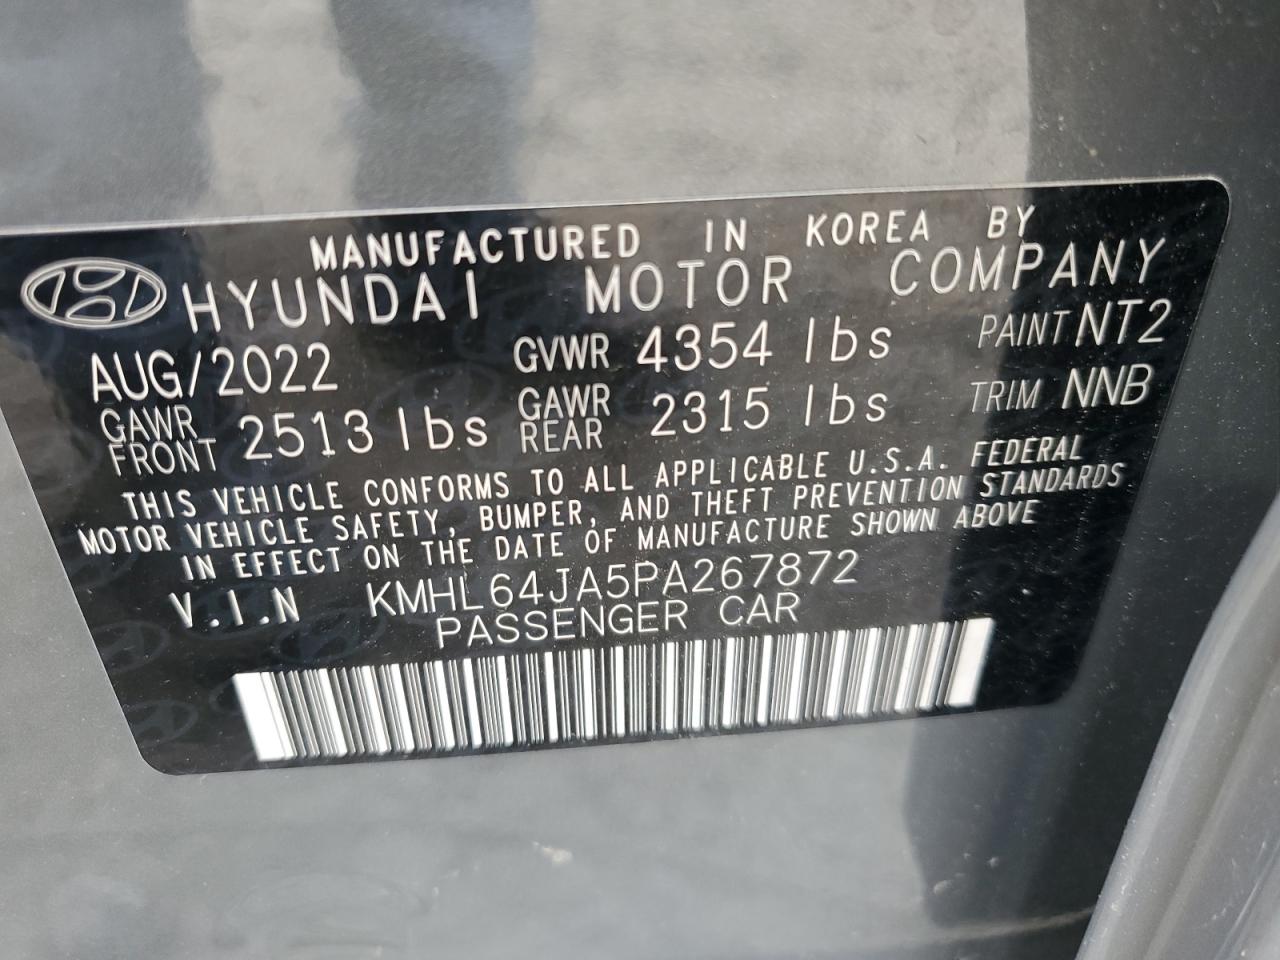 MANUFACTURED IN KOREA BY
HYUNDAI MOTOR COMPANY
AUG/2022 GVWR 4354 lbs PAINT NT2
GAWR FRONT 2513 lbs GAWR REAR 2315 lbs TRIM NNB
THIS VEHICLE CONFORMS TO ALL APPLICABLE U.S.A. FEDERAL
MOTOR VEHICLE SAFETY, BUMPER, AND THEFT PREVENTION STANDARDS
IN EFFECT ON THE DATE OF MANUFACTURE SHOWN ABOVE
V.I.N KMHL64JA5PA267872
PASSENGER CAR